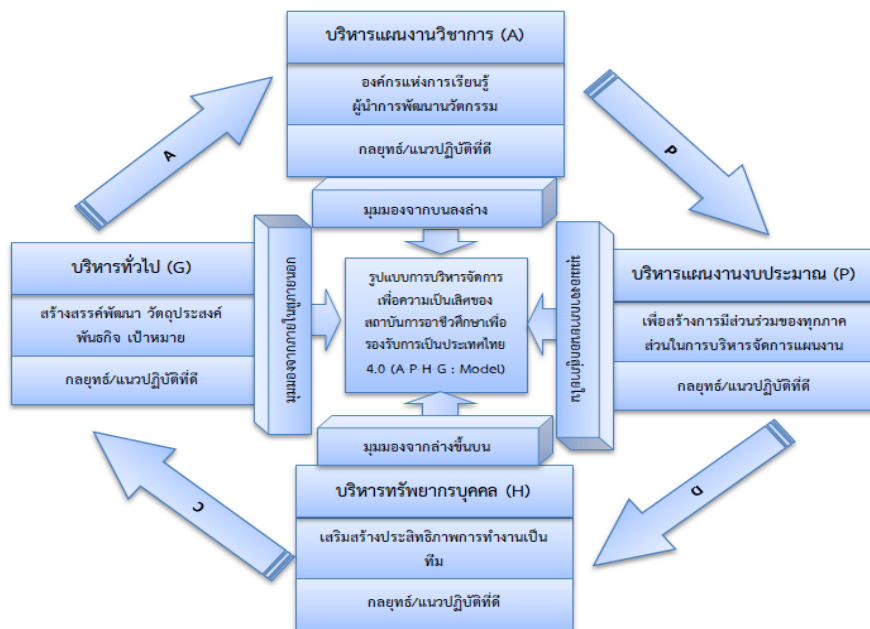 บริหารแผนงานวิชาการ (A)
องค์กรแห่งการเรียนรู้
ผู้นำการพัฒนานวัตกรรม
กลยุทธ์/แนวปฏิบัติที่ดี
A
P
มุมมองจากบนลงล่าง
บริหารทั่วไป (G)
สร้างสรรค์พัฒนา วัตถุประสงค์
พันธกิจ เป้าหมาย
กลยุทธ์/แนวปฏิบัติที่ดี
มุมมองจากภายในสู่ภายนอก
รูปแบบการบริหารจัดการ
เพื่อความเป็นเลิศของ
สถาบันการอาชีวศึกษาเพื่อ
รองรับการเป็นประเทศไทย
4.0 (A P H G : Model)
มุมมองจากภายนอกสู่ภายใน
บริหารแผนงานงบประมาณ (P)
เพื่อสร้างการมีส่วนร่วมของทุกภาค
ส่วนในการบริหารจัดการแผนงาน
กลยุทธ์/แนวปฏิบัติที่ดี
มุมมองจากล่างขึ้นบน
บริหารทรัพยากรบุคคล (H)
เสริมสร้างประสิทธิภาพการทำงานเป็น
ทีม
กลยุทธ์/แนวปฏิบัติที่ดี
C
D